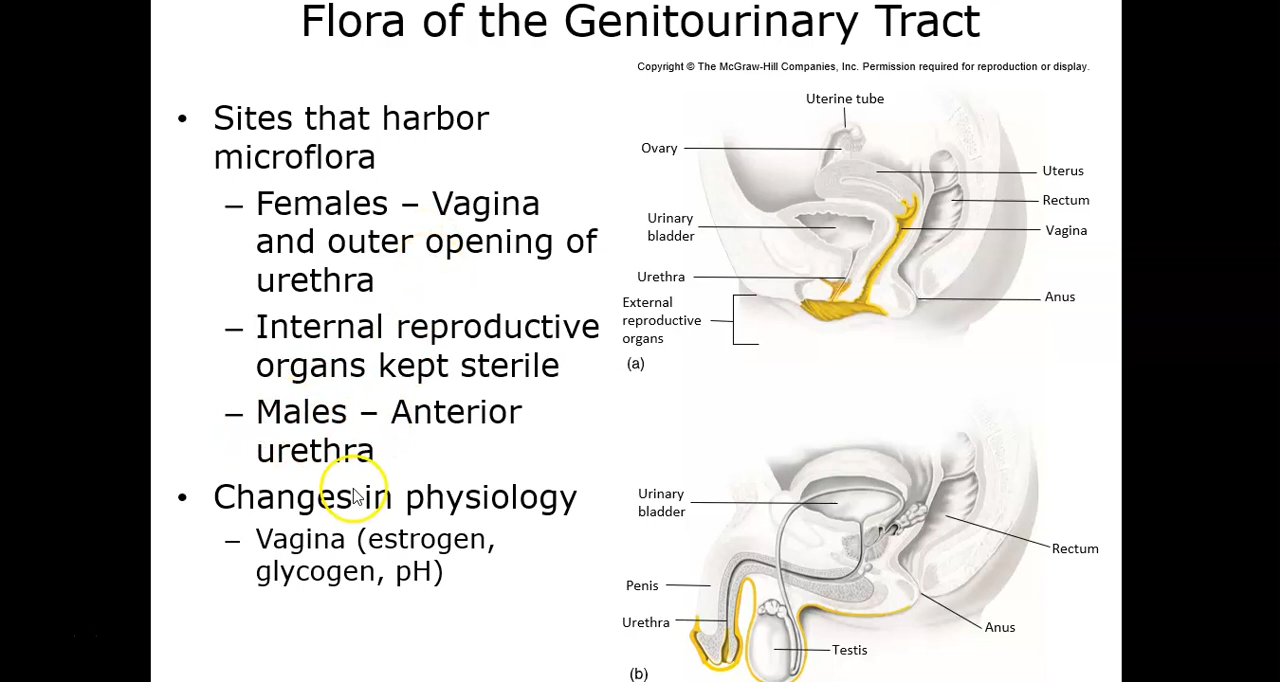 Flora of the Genitourinary Tract
Copyright © The McGraw-Hill Companies, Inc. Permission required for reproduction or display.
• Sites that harbor
microflora
– Females – Vagina
and outer opening of
urethra
– Internal reproductive
organs kept sterile
– Males – Anterior
urethra
• Changes in physiology
– Vagina (estrogen,
glycogen, pH)
Uterine tube
Ovary
Uterus
Rectum
Urinary
bladder
Vagina
Urethra
Anus
External
reproductive
organs
(a)
Urinary
bladder
Rectum
Penis
Urethra
Anus
Testis
(b)